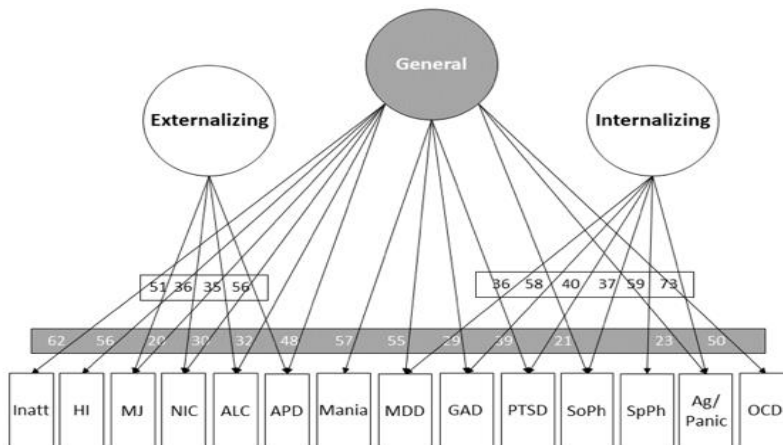 General
Externalizing
Internalizing
51 36 35 56
36 58 40 37 59 73
62 56 20 30 32 48 57 55 29 39 21 23 50
Inatt HI MJ NIC ALC APD Mania MDD GAD PTSD SoPh SpPh Ag/ Panic OCD